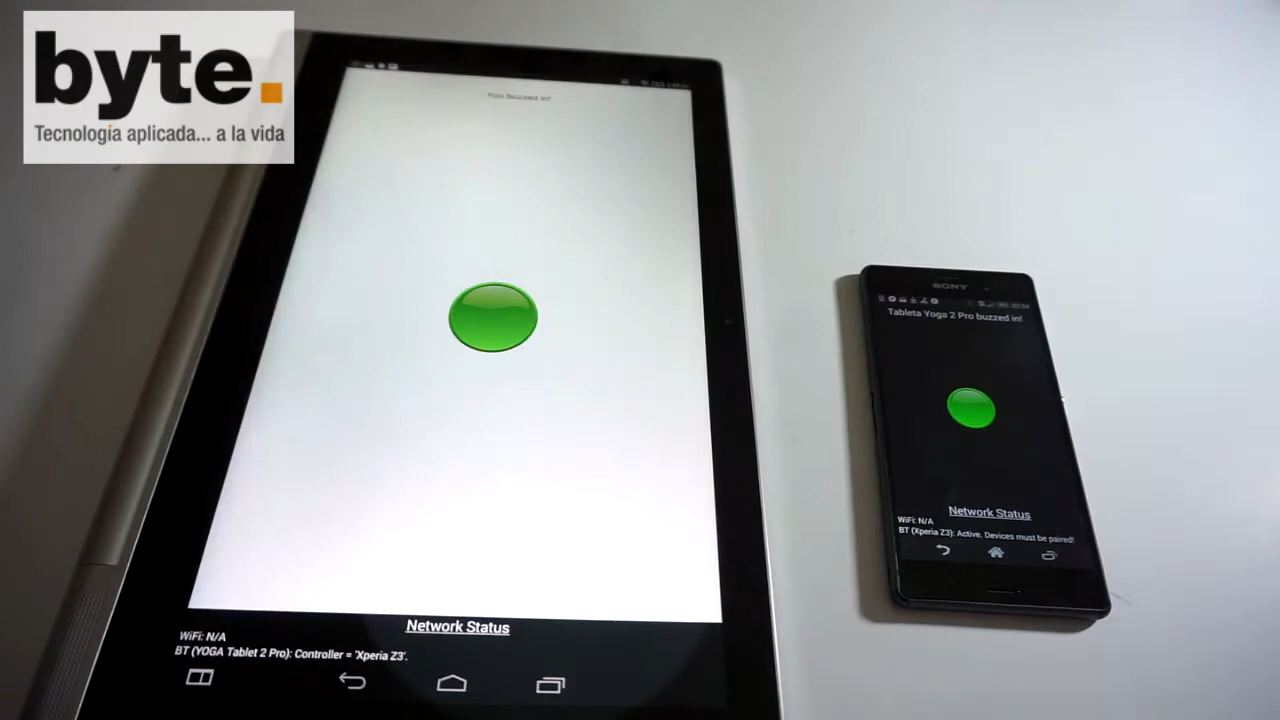 byte.
Tecnología aplicada... a la vida
You buzzed in!
Network Status
WiFi: N/A
BT (YOGA Tablet 2 Pro): Controller = 'Xperia Z3'.
SONY
Tableta Yoga 2 Pro buzzed in!
Network Status
WiFi: N/A
BT (Xperia Z3): Active. Devices must be paired!